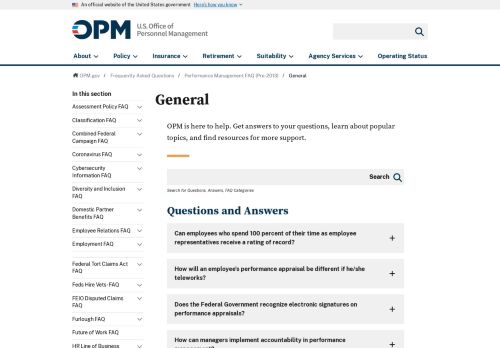 An official website of the United States government Here's how you know
OPM
U.S. Office of
Personnel Management
About
Policy
Insurance
Retirement
Suitability
Agency Services
Operating Status
OPM.gov / Frequently Asked Questions / Performance Management FAQ (Pre-2013) / General
In this section
Assessment Policy FAQ
Classification FAQ
Combined Federal
Campaign FAQ
Coronavirus FAQ
Cybersecurity
Information FAQ
Diversity and Inclusion
FAQ
Domestic Partner
Benefits FAQ
Employee Relations FAQ
Employment FAQ
Federal Tort Claims Act
FAQ
Feds Hire Vets - FAQ
FEIO Disputed Claims
FAQ
Furlough FAQ
Future of Work FAQ
HR Line of Business
General
OPM is here to help. Get answers to your questions, learn about popular
topics, and find resources for more support.
Search
Search for Questions, Answers, FAQ Categories
Questions and Answers
Can employees who spend 100 percent of their time as employee
representatives receive a rating of record?
How will an employee's performance appraisal be different if he/she
teleworks?
Does the Federal Government recognize electronic signatures on
performance appraisals?
How can managers implement accountability in performance